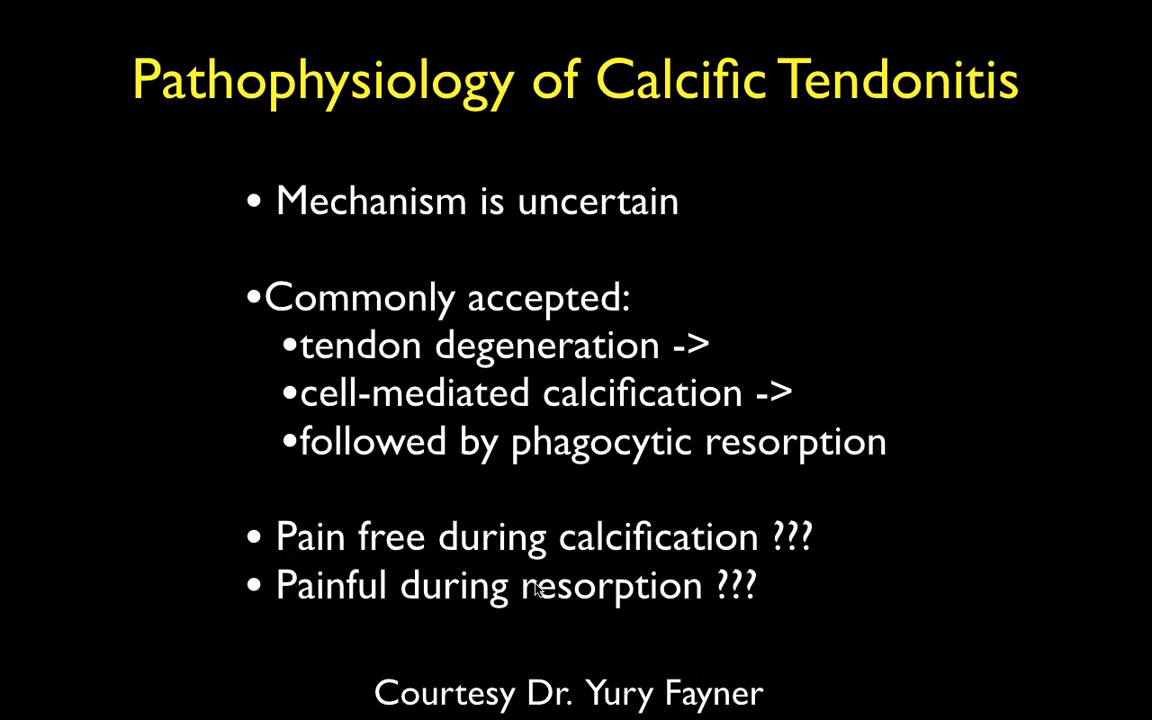 Pathophysiology of Calcific Tendonitis
• Mechanism is uncertain
•Commonly accepted:
•tendon degeneration ->
•cell-mediated calcification ->
•followed by phagocytic resorption
• Pain free during calcification ???
• Painful during resorption ???
Courtesy Dr. Yury Fayner